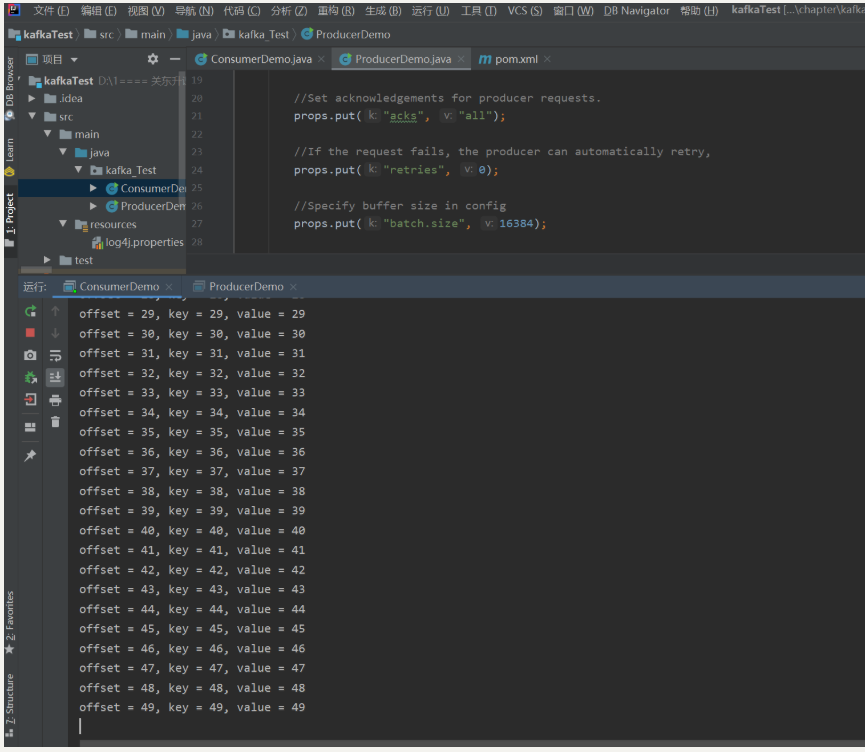 文件(F) 编辑(E) 视图(V) 导航(N) 代码(C) 分析(Z) 重构(R) 生成(B) 运行(U) 工具(T) VCS(S) 窗口(W) DB Navigator 帮助(H) kafkaTest [...\chapter\kafka
kafkaTest src main java kafka_Test ProducerDemo
项目 ConsumerDemo.java ProducerDemo.java pom.xml
DB Browser
Learn
1: Project
kafkaTest D:\1====
.idea
src
main
java
kafka_Test
ConsumerDe
ProducerDem
resources
log4j.properties
test
19
20 //Set acknowledgements for producer requests.
21 props.put( k: "acks", v: "all");
22
23 //If the request fails, the producer can automatically retry,
24 props.put( k: "retries", v: 0);
25
26 //Specify buffer size in config
27 props.put( k: "batch.size", v: 16384);
28
运行: ConsumerDemo ProducerDemo
offset = 29, key = 29, value = 29
offset = 30, key = 30, value = 30
offset = 31, key = 31, value = 31
offset = 32, key = 32, value = 32
offset = 33, key = 33, value = 33
offset = 34, key = 34, value = 34
offset = 35, key = 35, value = 35
offset = 36, key = 36, value = 36
offset = 37, key = 37, value = 37
offset = 38, key = 38, value = 38
offset = 39, key = 39, value = 39
offset = 40, key = 40, value = 40
offset = 41, key = 41, value = 41
offset = 42, key = 42, value = 42
offset = 43, key = 43, value = 43
offset = 44, key = 44, value = 44
offset = 45, key = 45, value = 45
offset = 46, key = 46, value = 46
offset = 47, key = 47, value = 47
offset = 48, key = 48, value = 48
offset = 49, key = 49, value = 49
2: Favorites
7: Structure